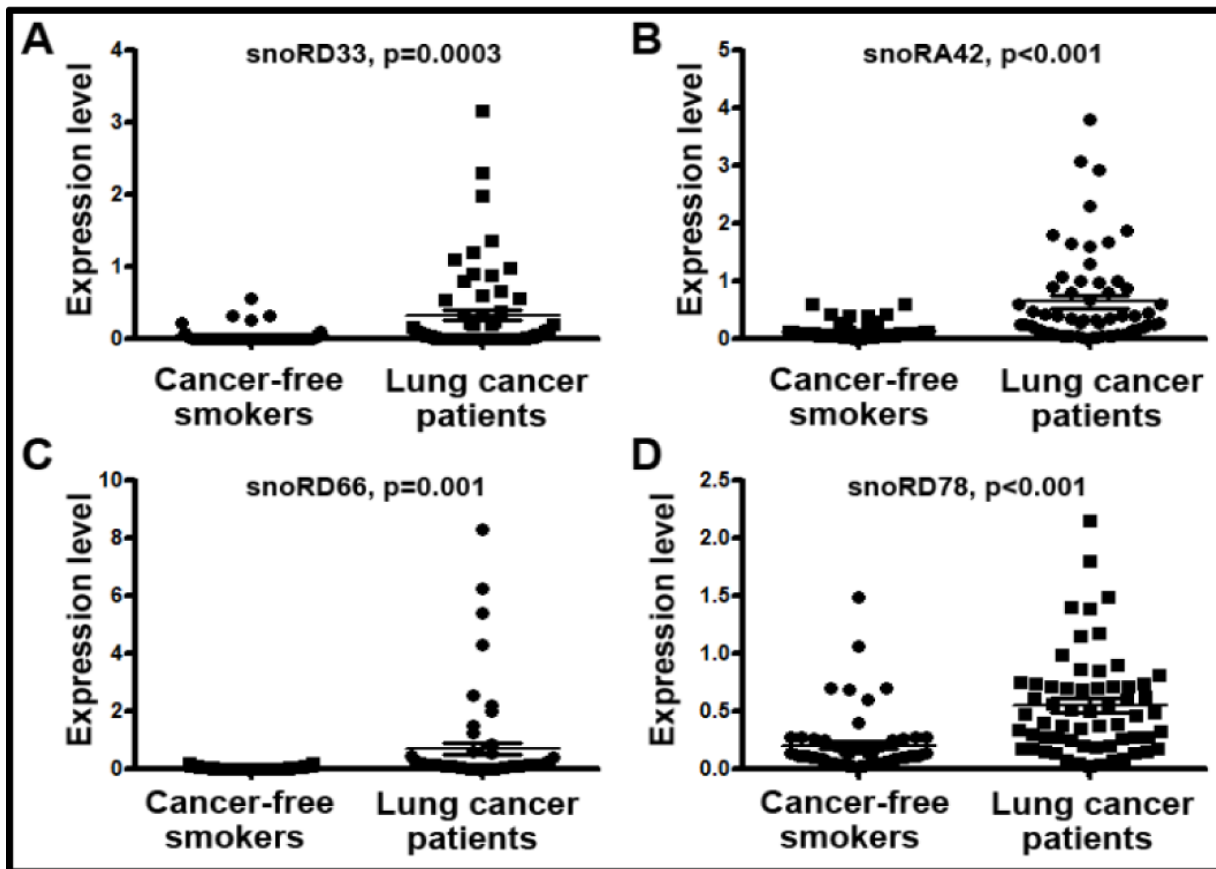 A
snoRD33, p=0.0003
Expression level
4
3
2
1
0
Cancer-free
smokers
Lung cancer
patients
B
snoRA42, p<0.001
Expression level
5
4
3
2
1
0
Cancer-free
smokers
Lung cancer
patients
C
snoRD66, p=0.001
Expression level
10
8
6
4
2
0
Cancer-free
smokers
Lung cancer
patients
D
snoRD78, p<0.001
Expression level
2.5
2.0
1.5
1.0
0.5
0.0
Cancer-free
smokers
Lung cancer
patients